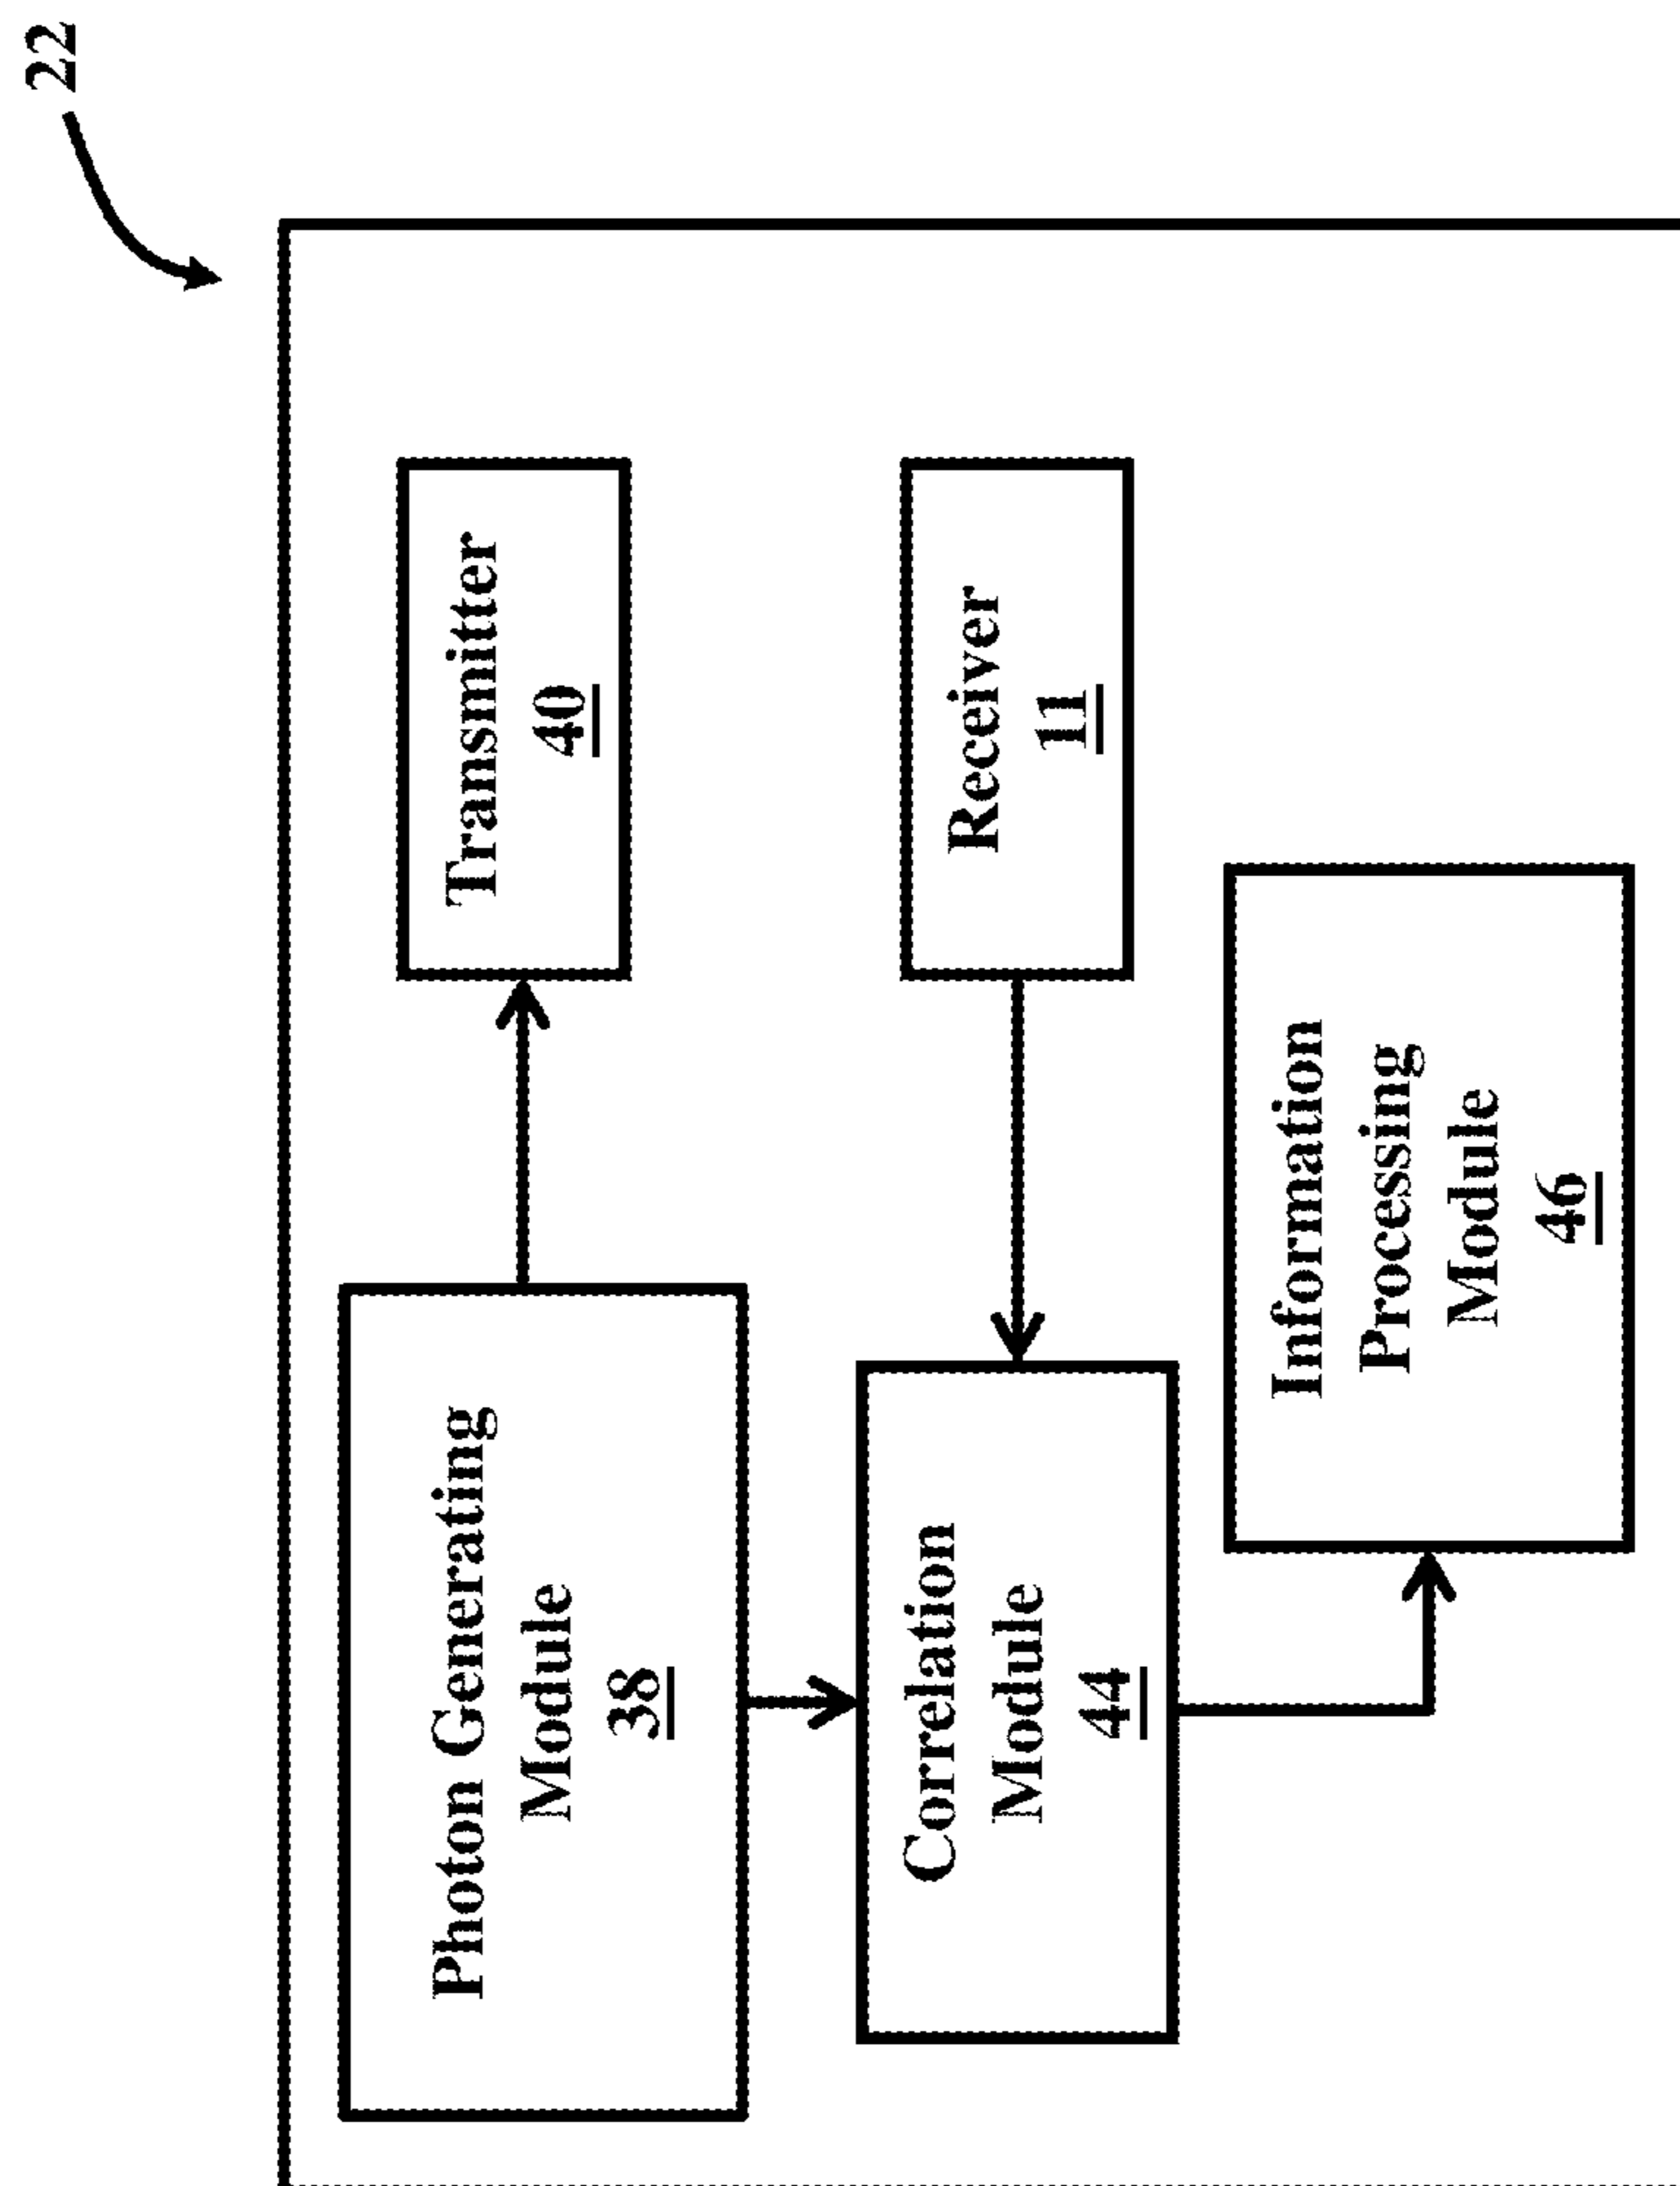 22
Photon Generating
Module
38
Transmitter
40
Correlation
Module
44
Receiver
11
Information
Processing
Module
46